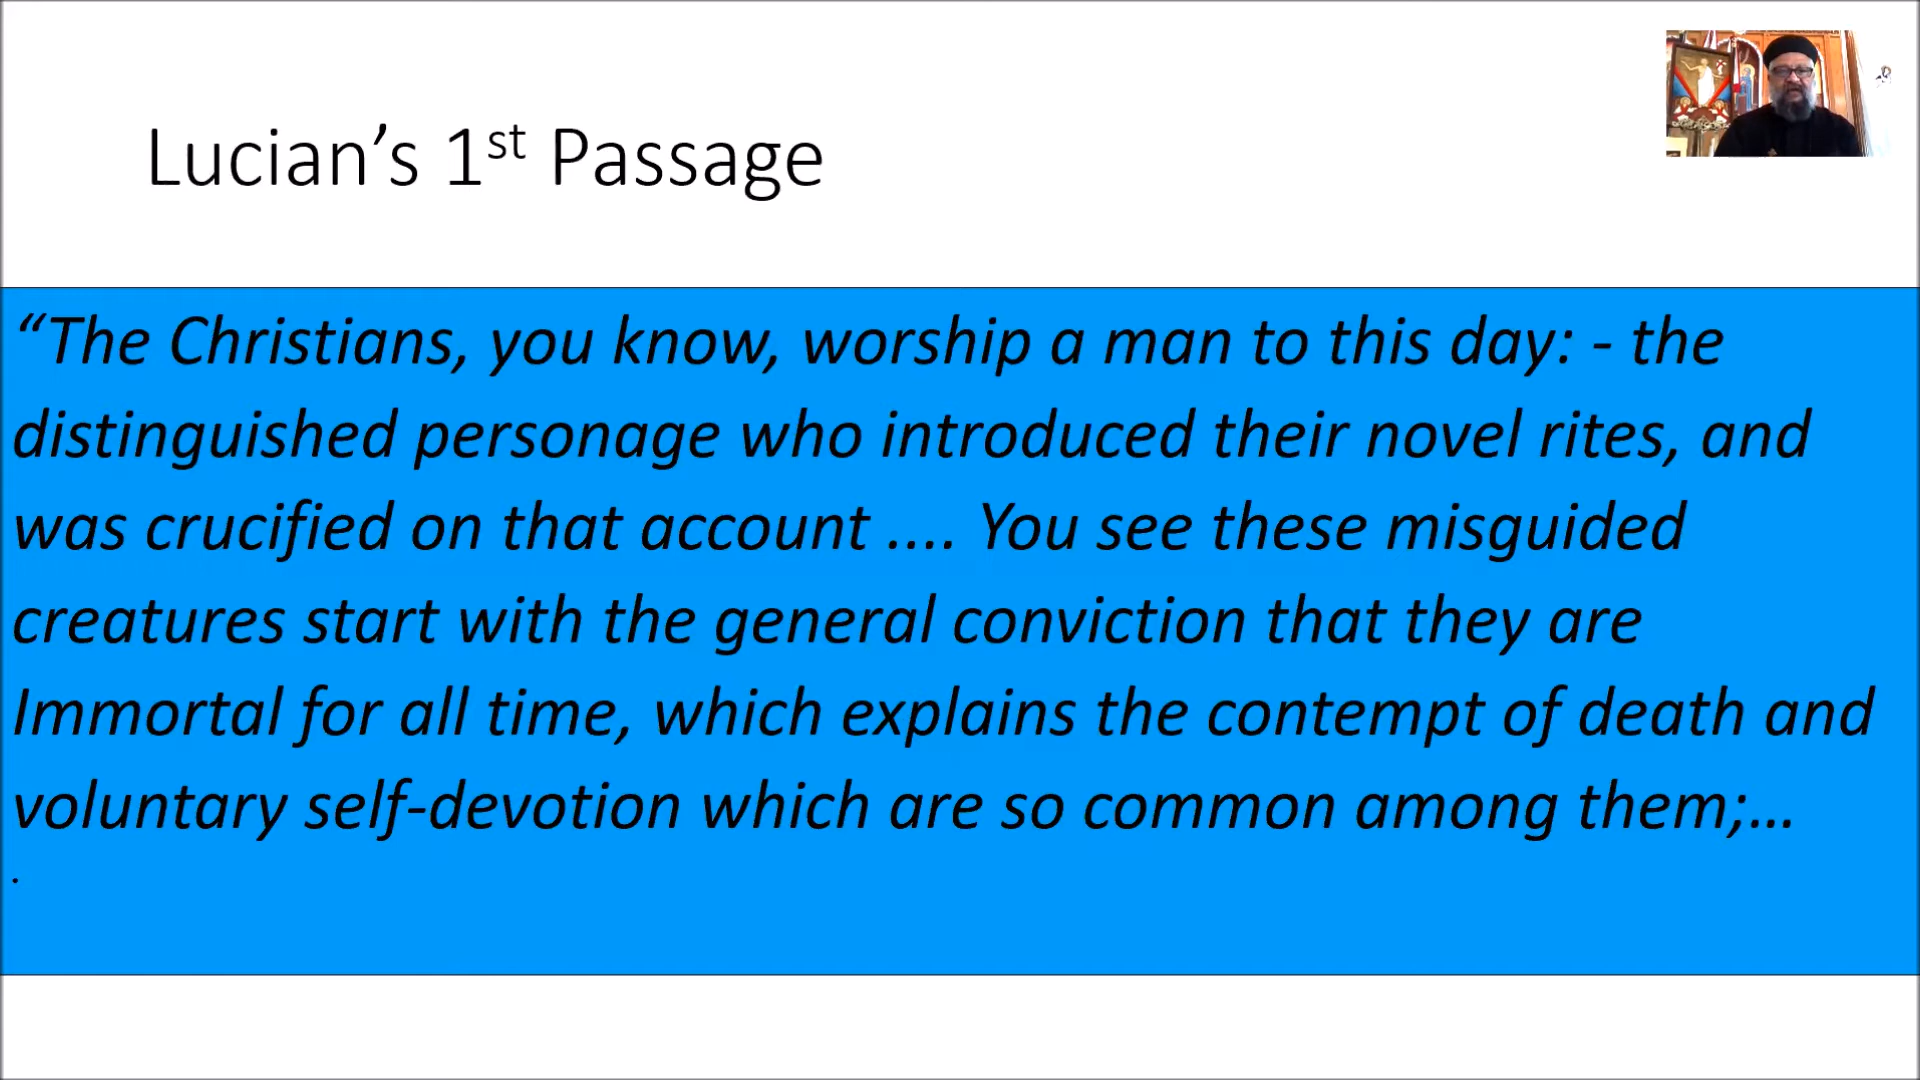 Lucian’s 1st Passage
“The Christians, you know, worship a man to this day: - the
distinguished personage who introduced their novel rites, and
was crucified on that account .... You see these misguided
creatures start with the general conviction that they are
Immortal for all time, which explains the contempt of death and
voluntary self-devotion which are so common among them;...
.